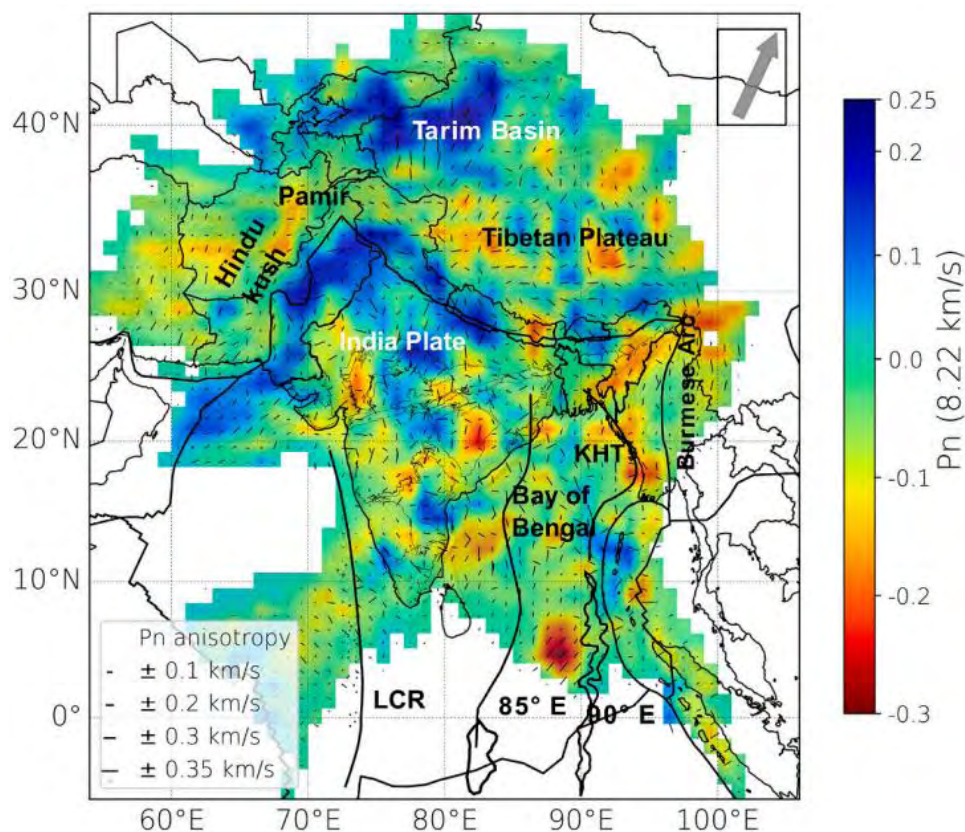 40°N
30°N
20°N
10°N
0°
60°E
70°E
80°E
90°E
100°E
Tarim Basin
Pamir
Hindu
kush
Tibetan Plateau
India Plate
Burmese Arc
KHTs
Bay of
Bengal
LCR
85° E
90° E
Pn anisotropy
- ± 0.1 km/s
- ± 0.2 km/s
– ± 0.3 km/s
— ± 0.35 km/s
0.25
0.2
0.1
0.0
-0.1
-0.2
-0.3
Pn (8.22 km/s)